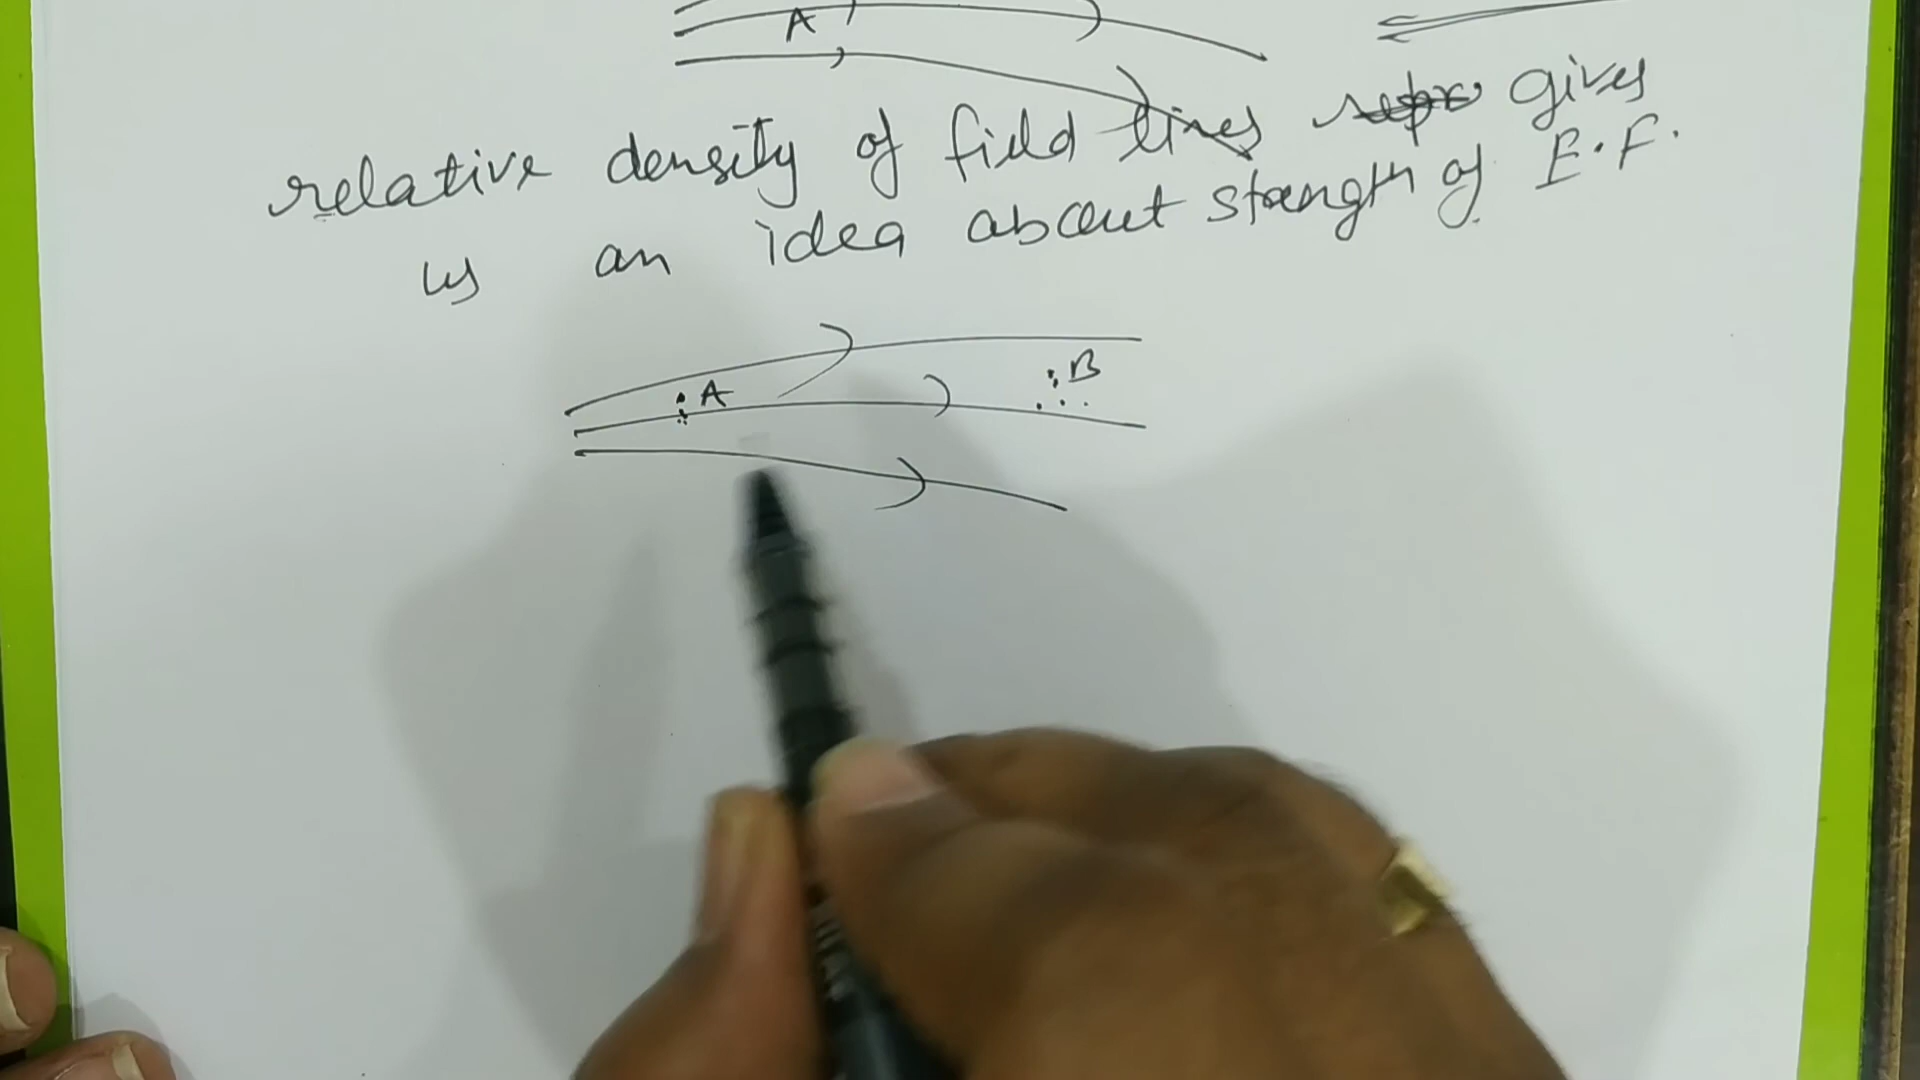 A
relative density of field lines gives
us an idea about strength of E.F.
A
B